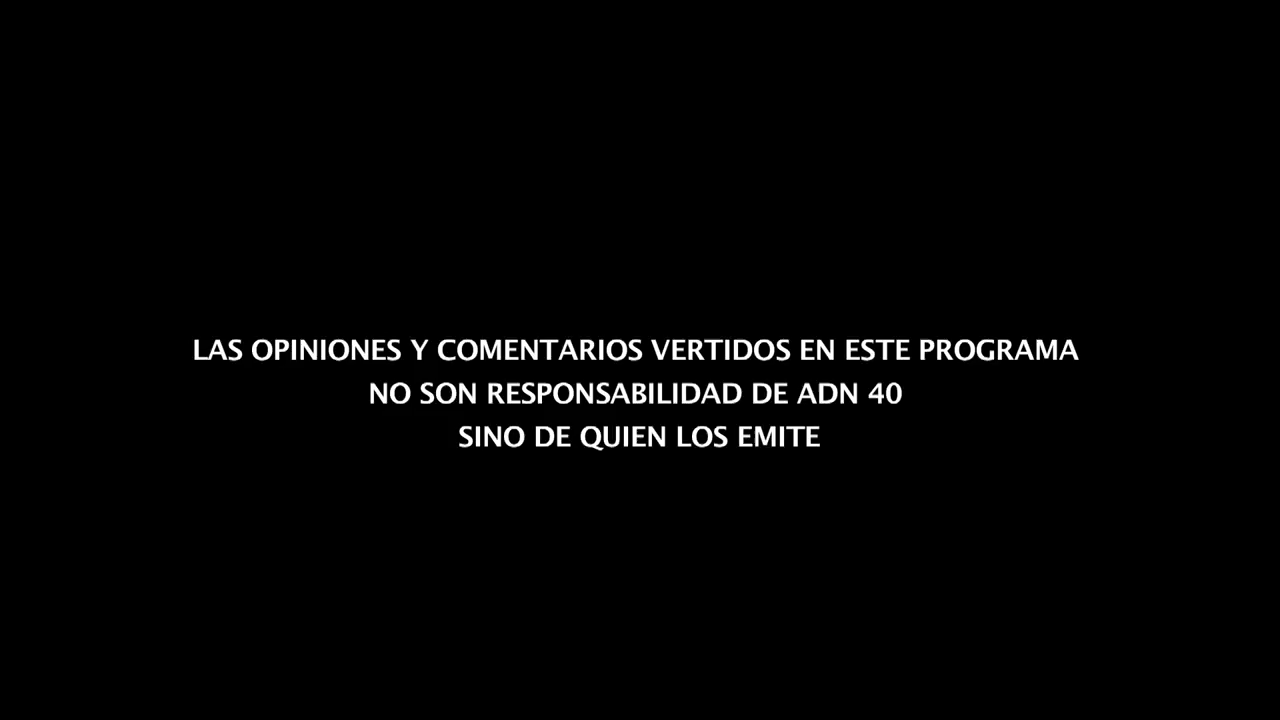 LAS OPINIONES Y COMENTARIOS VERTIDOS EN ESTE PROGRAMA
NO SON RESPONSABILIDAD DE ADN 40
SINO DE QUIEN LOS EMITE